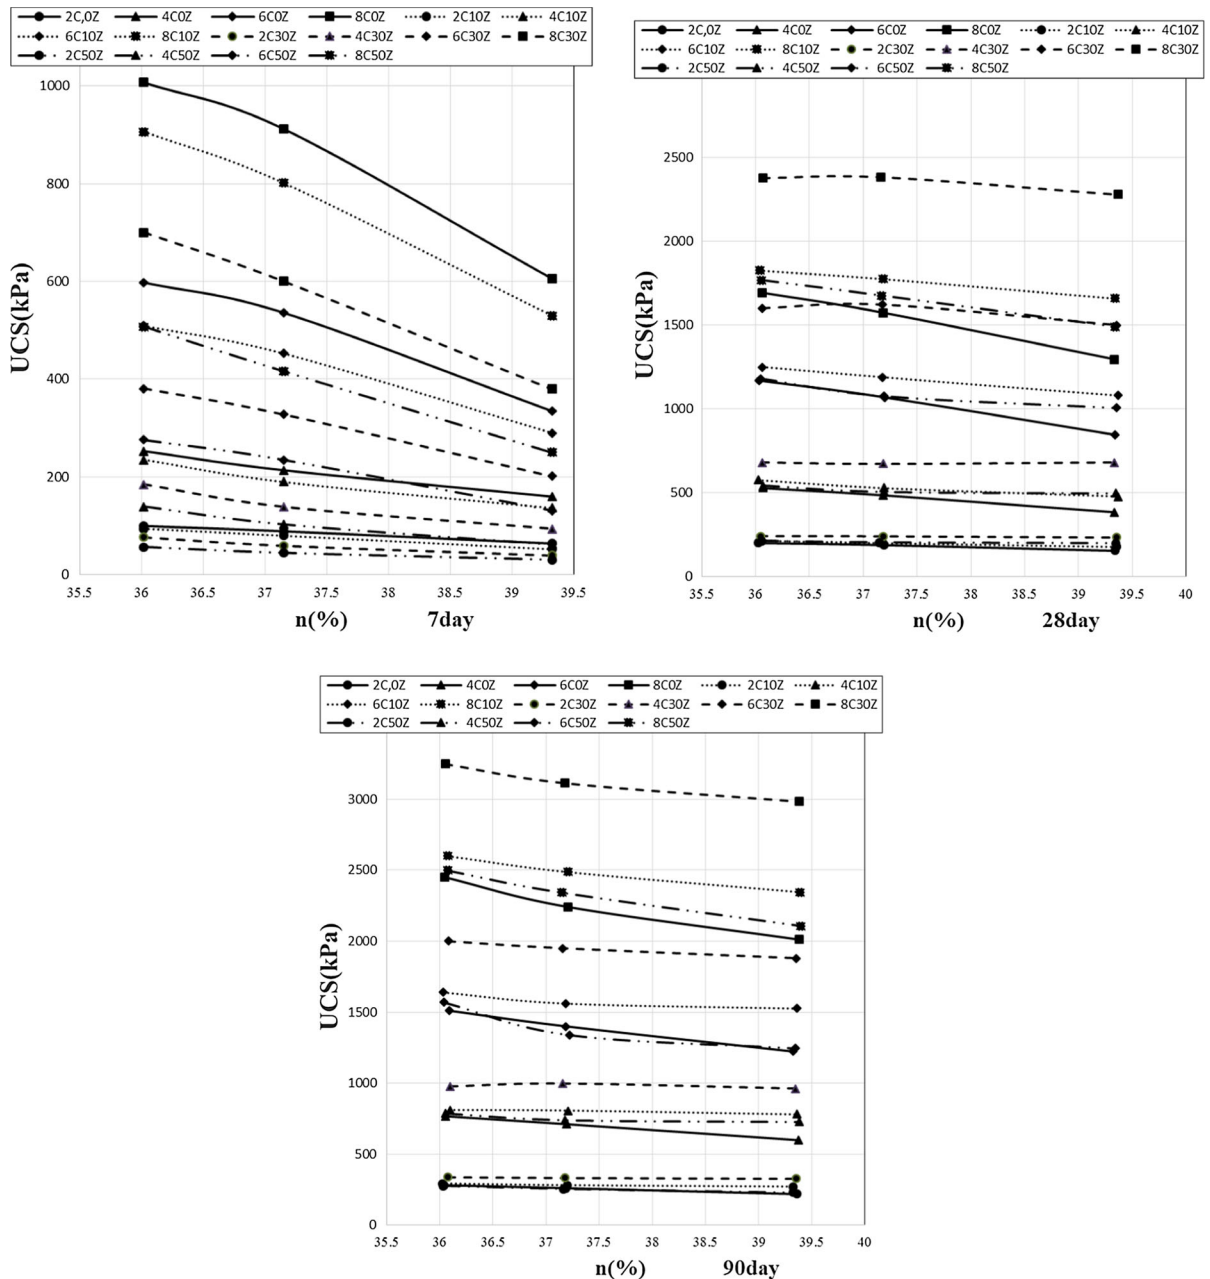 2C,0Z 4C0Z 6C0Z 8C0Z 2C10Z 4C10Z
6C10Z 8C10Z 2C30Z 4C30Z 6C30Z 8C30Z
2C50Z 4C50Z 6C50Z 8C50Z
1000
800
600
400
200
0
UCS(kPa)
35.5 36 36.5 37 37.5 38 38.5 39 39.5
n(%) 7day
2C,0Z 4C0Z 6C0Z 8C0Z 2C10Z 4C10Z
6C10Z 8C10Z 2C30Z 4C30Z 6C30Z 8C30Z
2C50Z 4C50Z 6C50Z 8C50Z
2500
2000
1500
1000
500
0
UCS(kPa)
35.5 36 36.5 37 37.5 38 38.5 39 39.5 40
n(%) 28day
2C,0Z 4C0Z 6C0Z 8C0Z 2C10Z 4C10Z
6C10Z 8C10Z 2C30Z 4C30Z 6C30Z 8C30Z
2C50Z 4C50Z 6C50Z 8C50Z
3000
2500
2000
1500
1000
500
0
UCS(kPa)
35.5 36 36.5 37 37.5 38 38.5 39 39.5 40
n(%) 90day